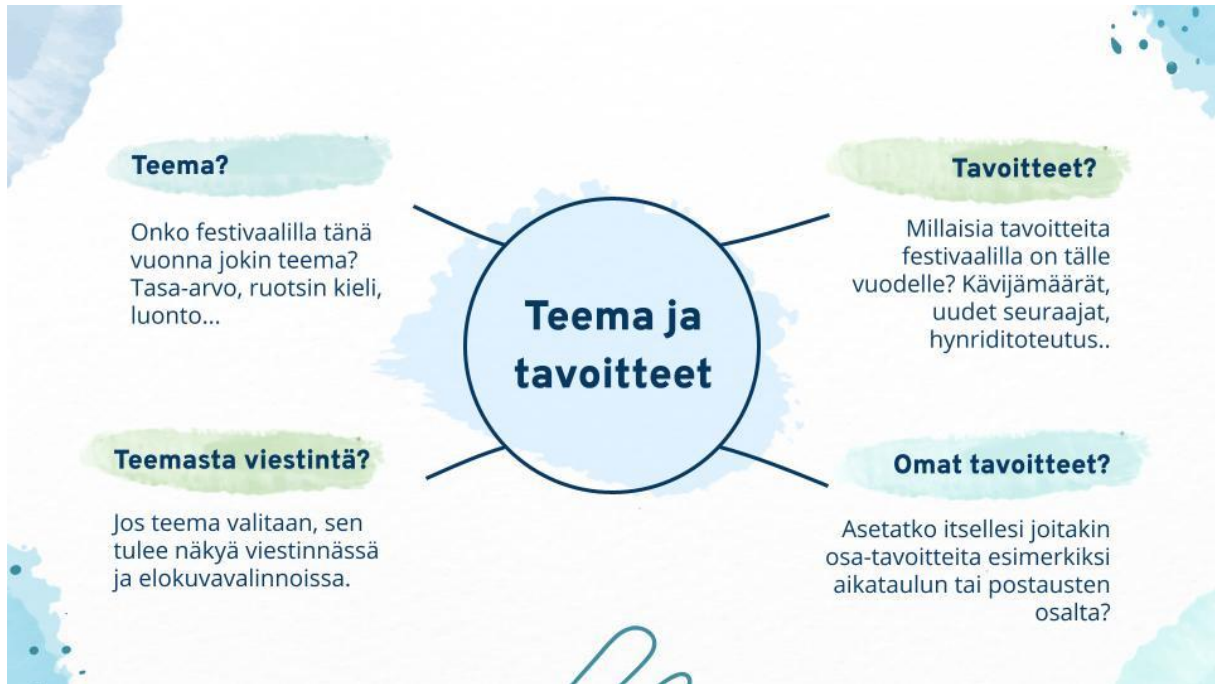 Teema?
Onko festivaalilla tänä
vuonna jokin teema?
Tasa-arvo, ruotsin kieli,
luonto...
Teemasta viestintä?
Jos teema valitaan, sen
tulee näkyä viestinnässä
ja elokuvavalinnoissa.
Teema ja
tavoitteet
Tavoitteet?
Millaisia tavoitteita
festivaalilla on tälle
vuodelle? Kävijämäärät,
uudet seuraajat,
hynriditoteutus..
Omat tavoitteet?
Asetatko itsellesi joitakin
osa-tavoitteita esimerkiksi
aikataulun tai postausten
osalta?